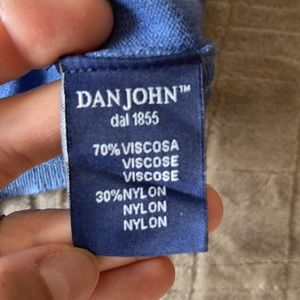 DAN JOHN™
dal 1855
70% VISCOSA
VISCOSE
VISCOSE
30% NYLON
NYLON
NYLON